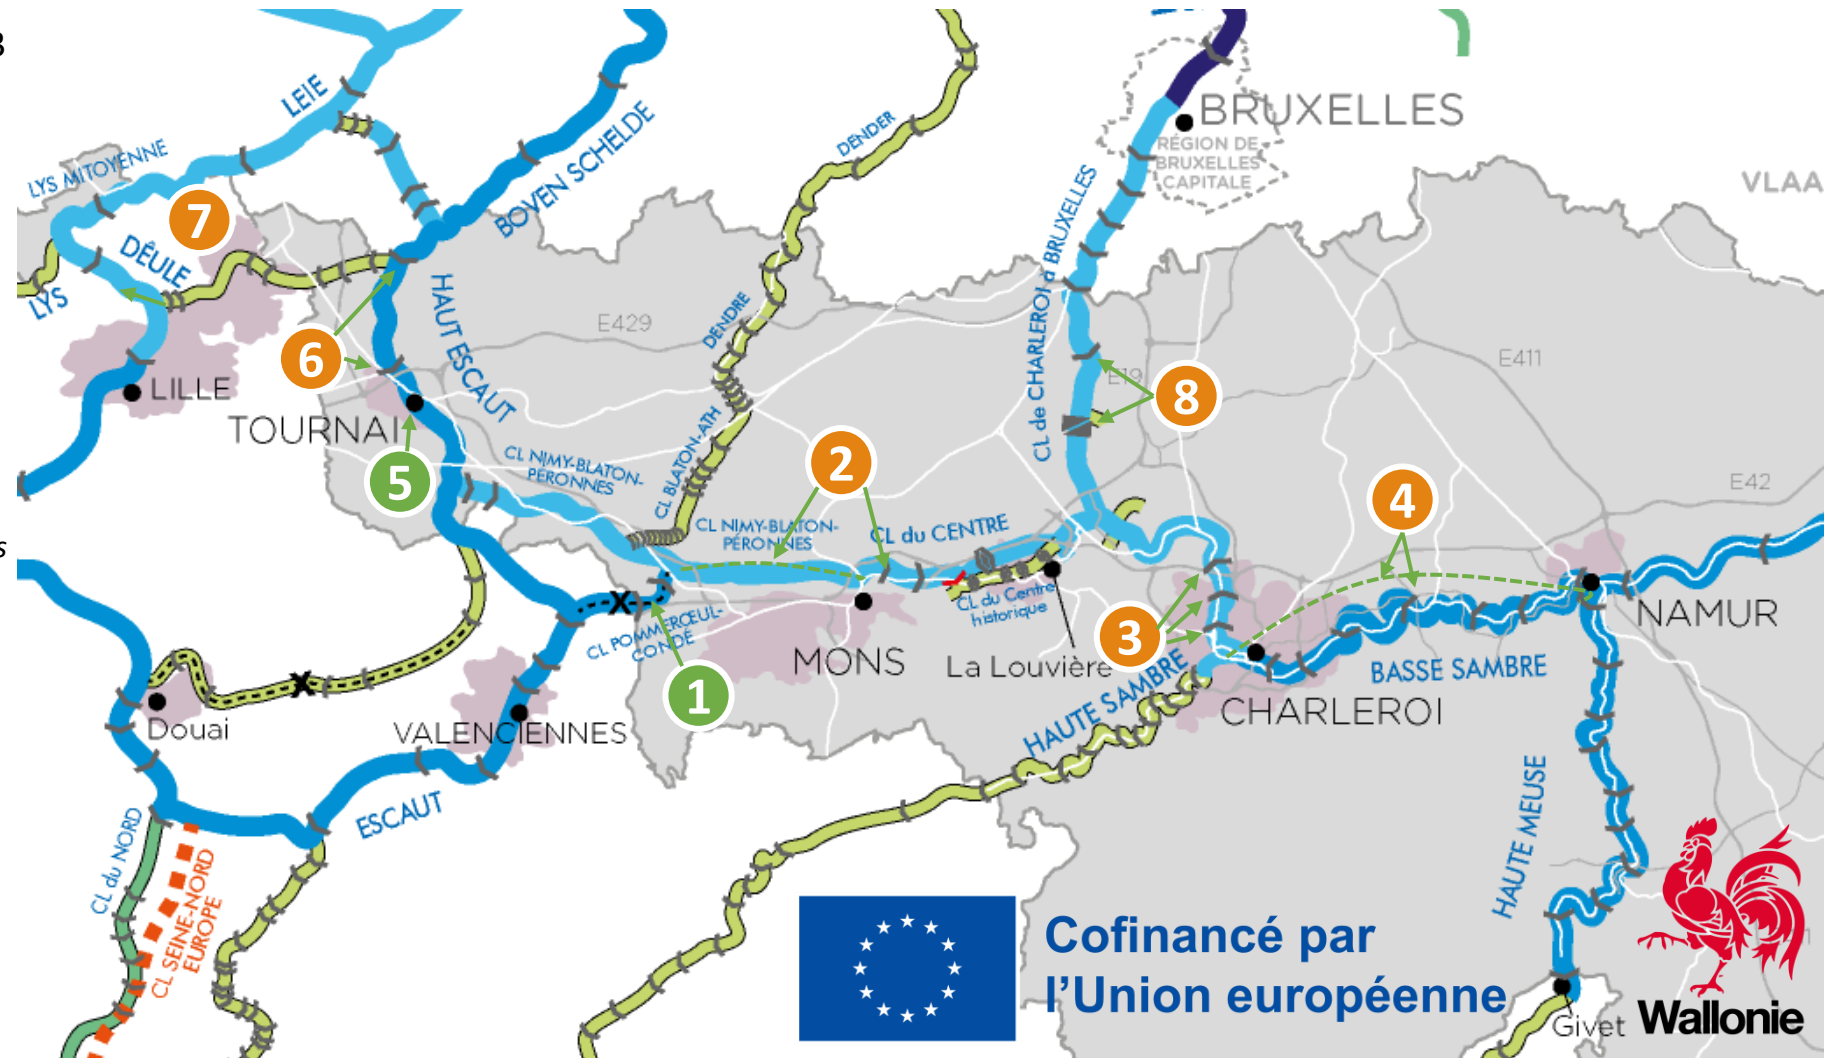 3
LEIE
BRUXELLES
RÉGION DE
BRUXELLES
CAPITALE
DENDER
BOVEN SCHELDE
LYS MITOYENNE
VLAA
7
DEÛLE
LYS
HAUT ESCAUT
CL de CHARLEROI à BRUXELLES
E429
DENDRE
6
E411
E19
8
LILLE
TOURNAI
CL NIMY-BLATON-
PÉRONNES
CL BLATON-ATH
2
5
E42
4
CL NIMY-BLATON-
PÉRONNES
CL du CENTRE
s
X
CL du Centre
historique
CL POMMERŒUL-
CONDÉ
NAMUR
3
MONS
La Louvière
BASSE SAMBRE
X
1
HAUTE SAMBRE
CHARLEROI
Douai
VALENCIENNES
ESCAUT
HAUTE MEUSE
CL du NORD
CL SEINE-NORD
EUROPE
Cofinancé par
l’Union européenne
Givet
Wallonie